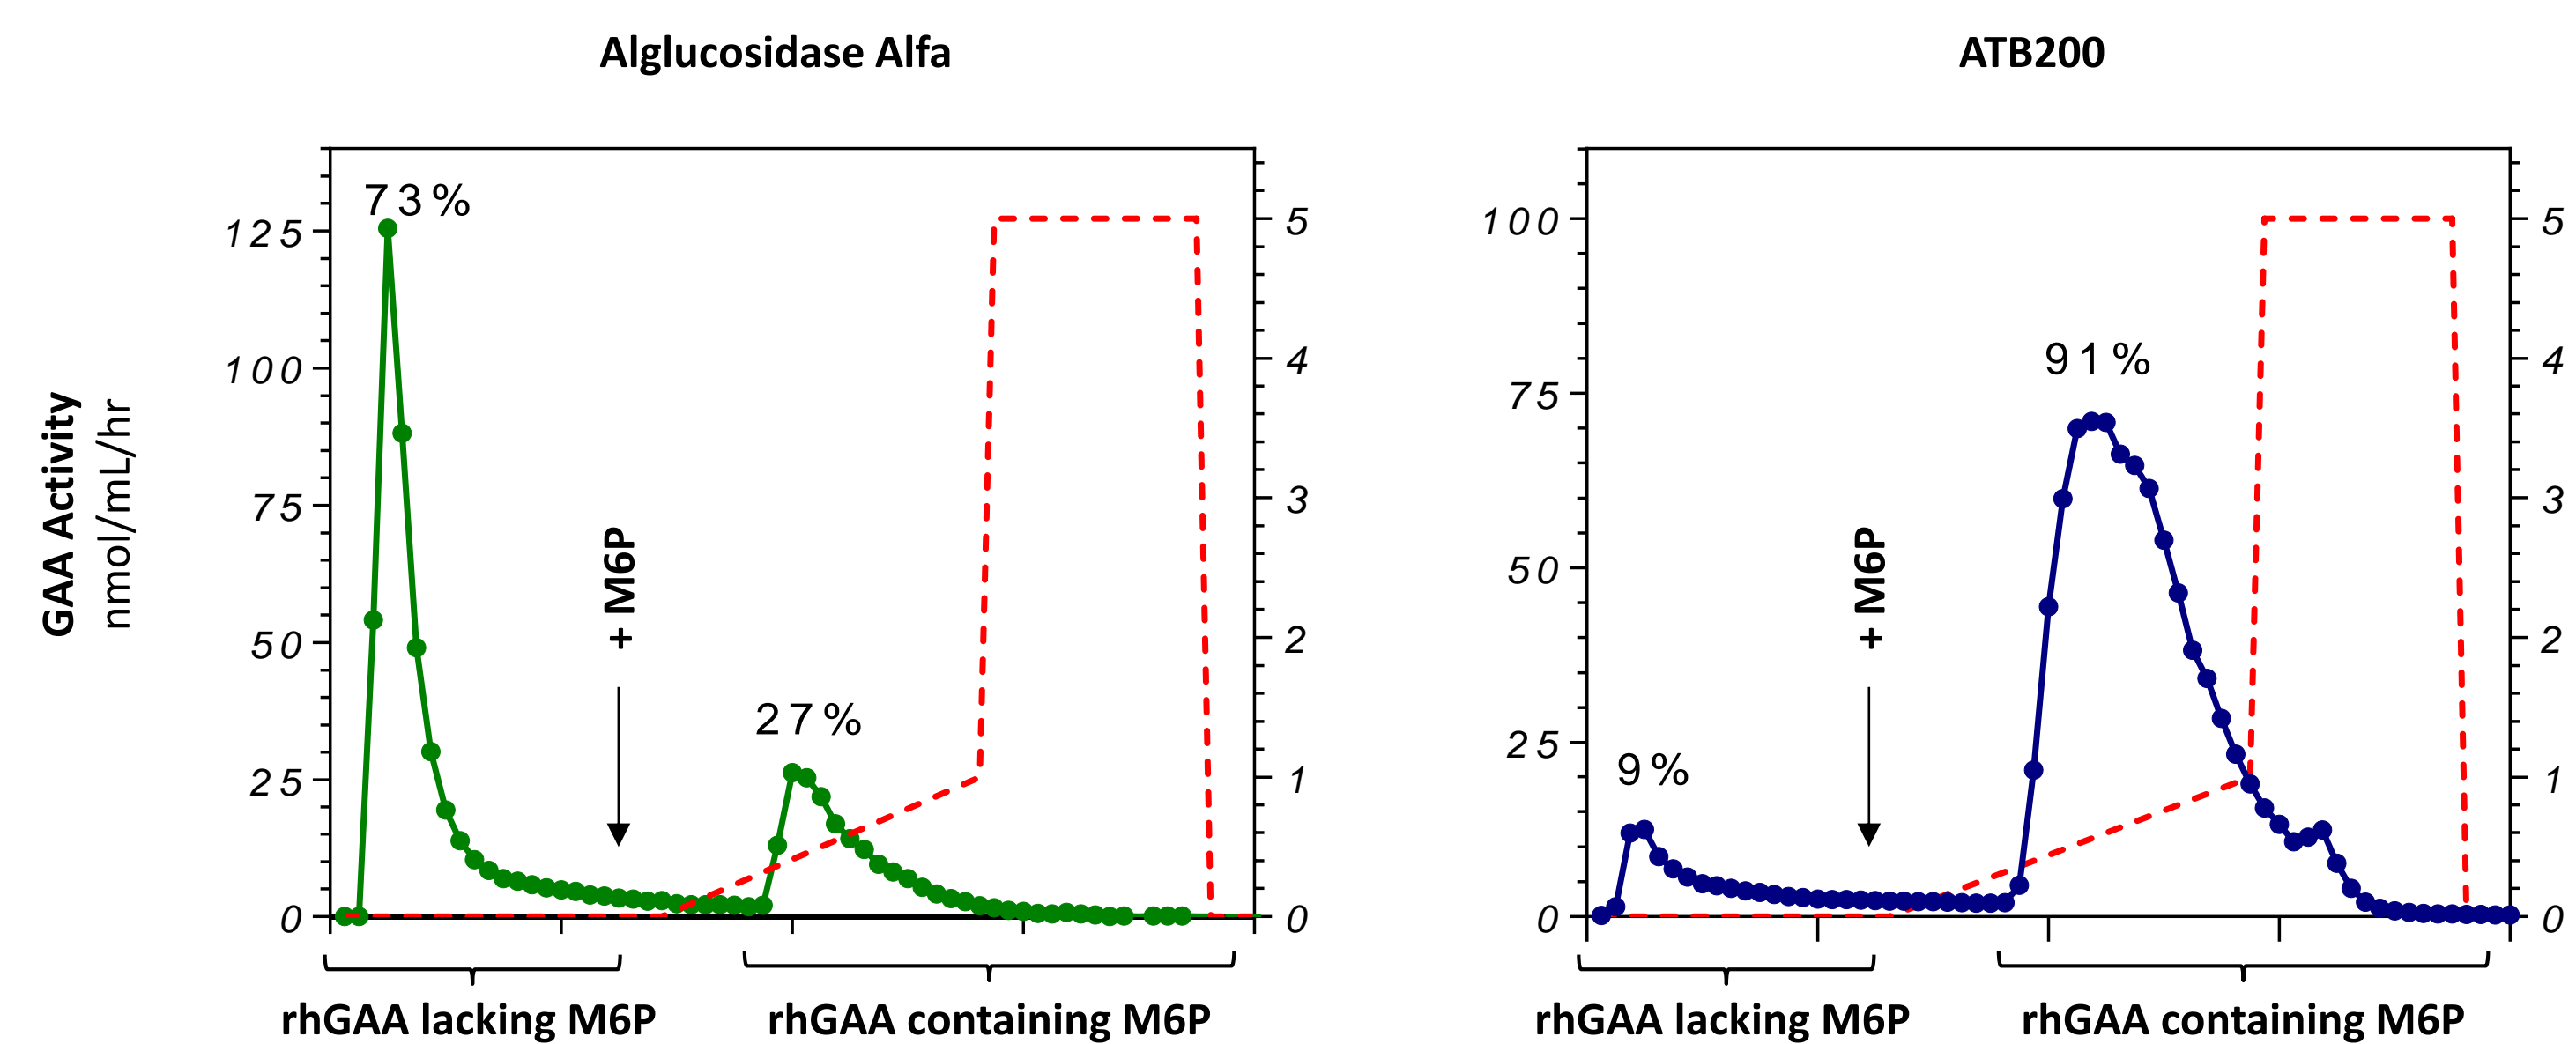 Alglucosidase Alfa
ATB200
GAA Activity
nmol/mL/hr
125
100
75
50
25
0
73%
27%
+ M6P
5
4
3
2
1
0
rhGAA lacking M6P
rhGAA containing M6P
100
75
50
25
0
9%
91%
+ M6P
5
4
3
2
1
0
rhGAA lacking M6P
rhGAA containing M6P